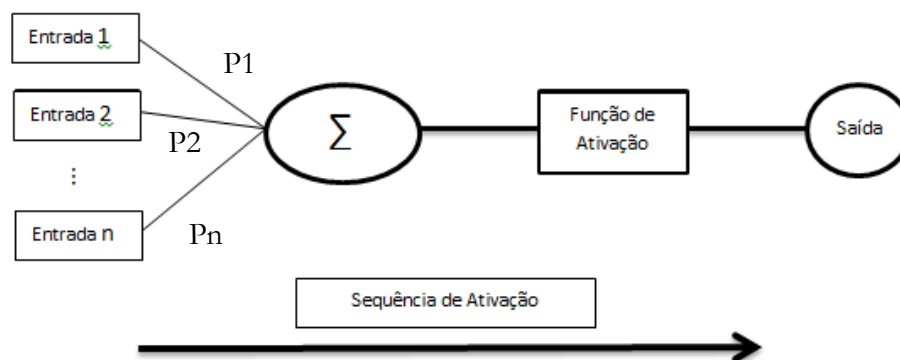 Entrada 1
P1
Entrada 2
P2
⋮
Entrada n
Pn
Σ
Função de
Ativação
Saída
Sequência de Ativação